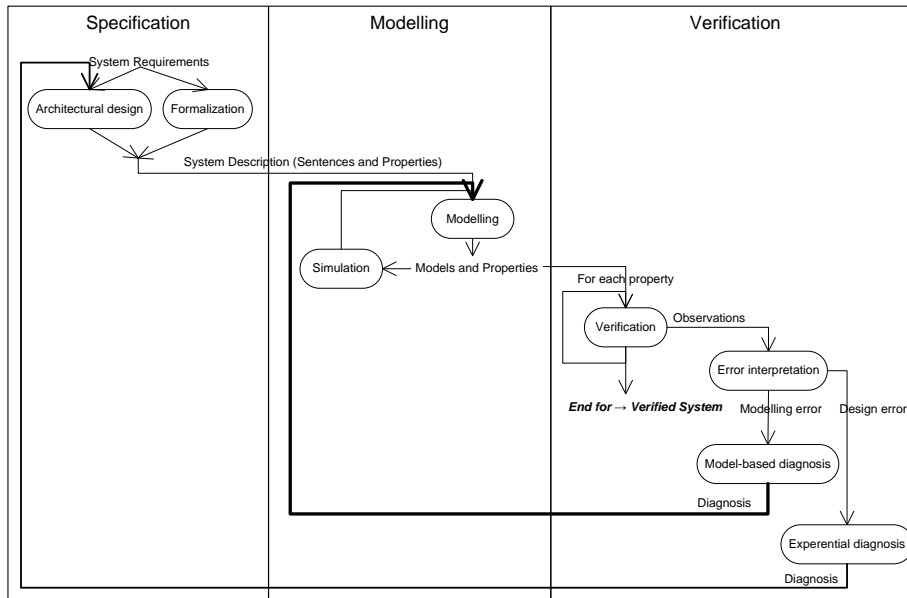 Specification
Modelling
Verification
System Requirements
Architectural design
Formalization
System Description (Sentences and Properties)
Modelling
Simulation
Models and Properties
For each property
Verification
Observations
Error interpretation
End for → Verified System
Modelling error
Design error
Model-based diagnosis
Diagnosis
Experential diagnosis
Diagnosis